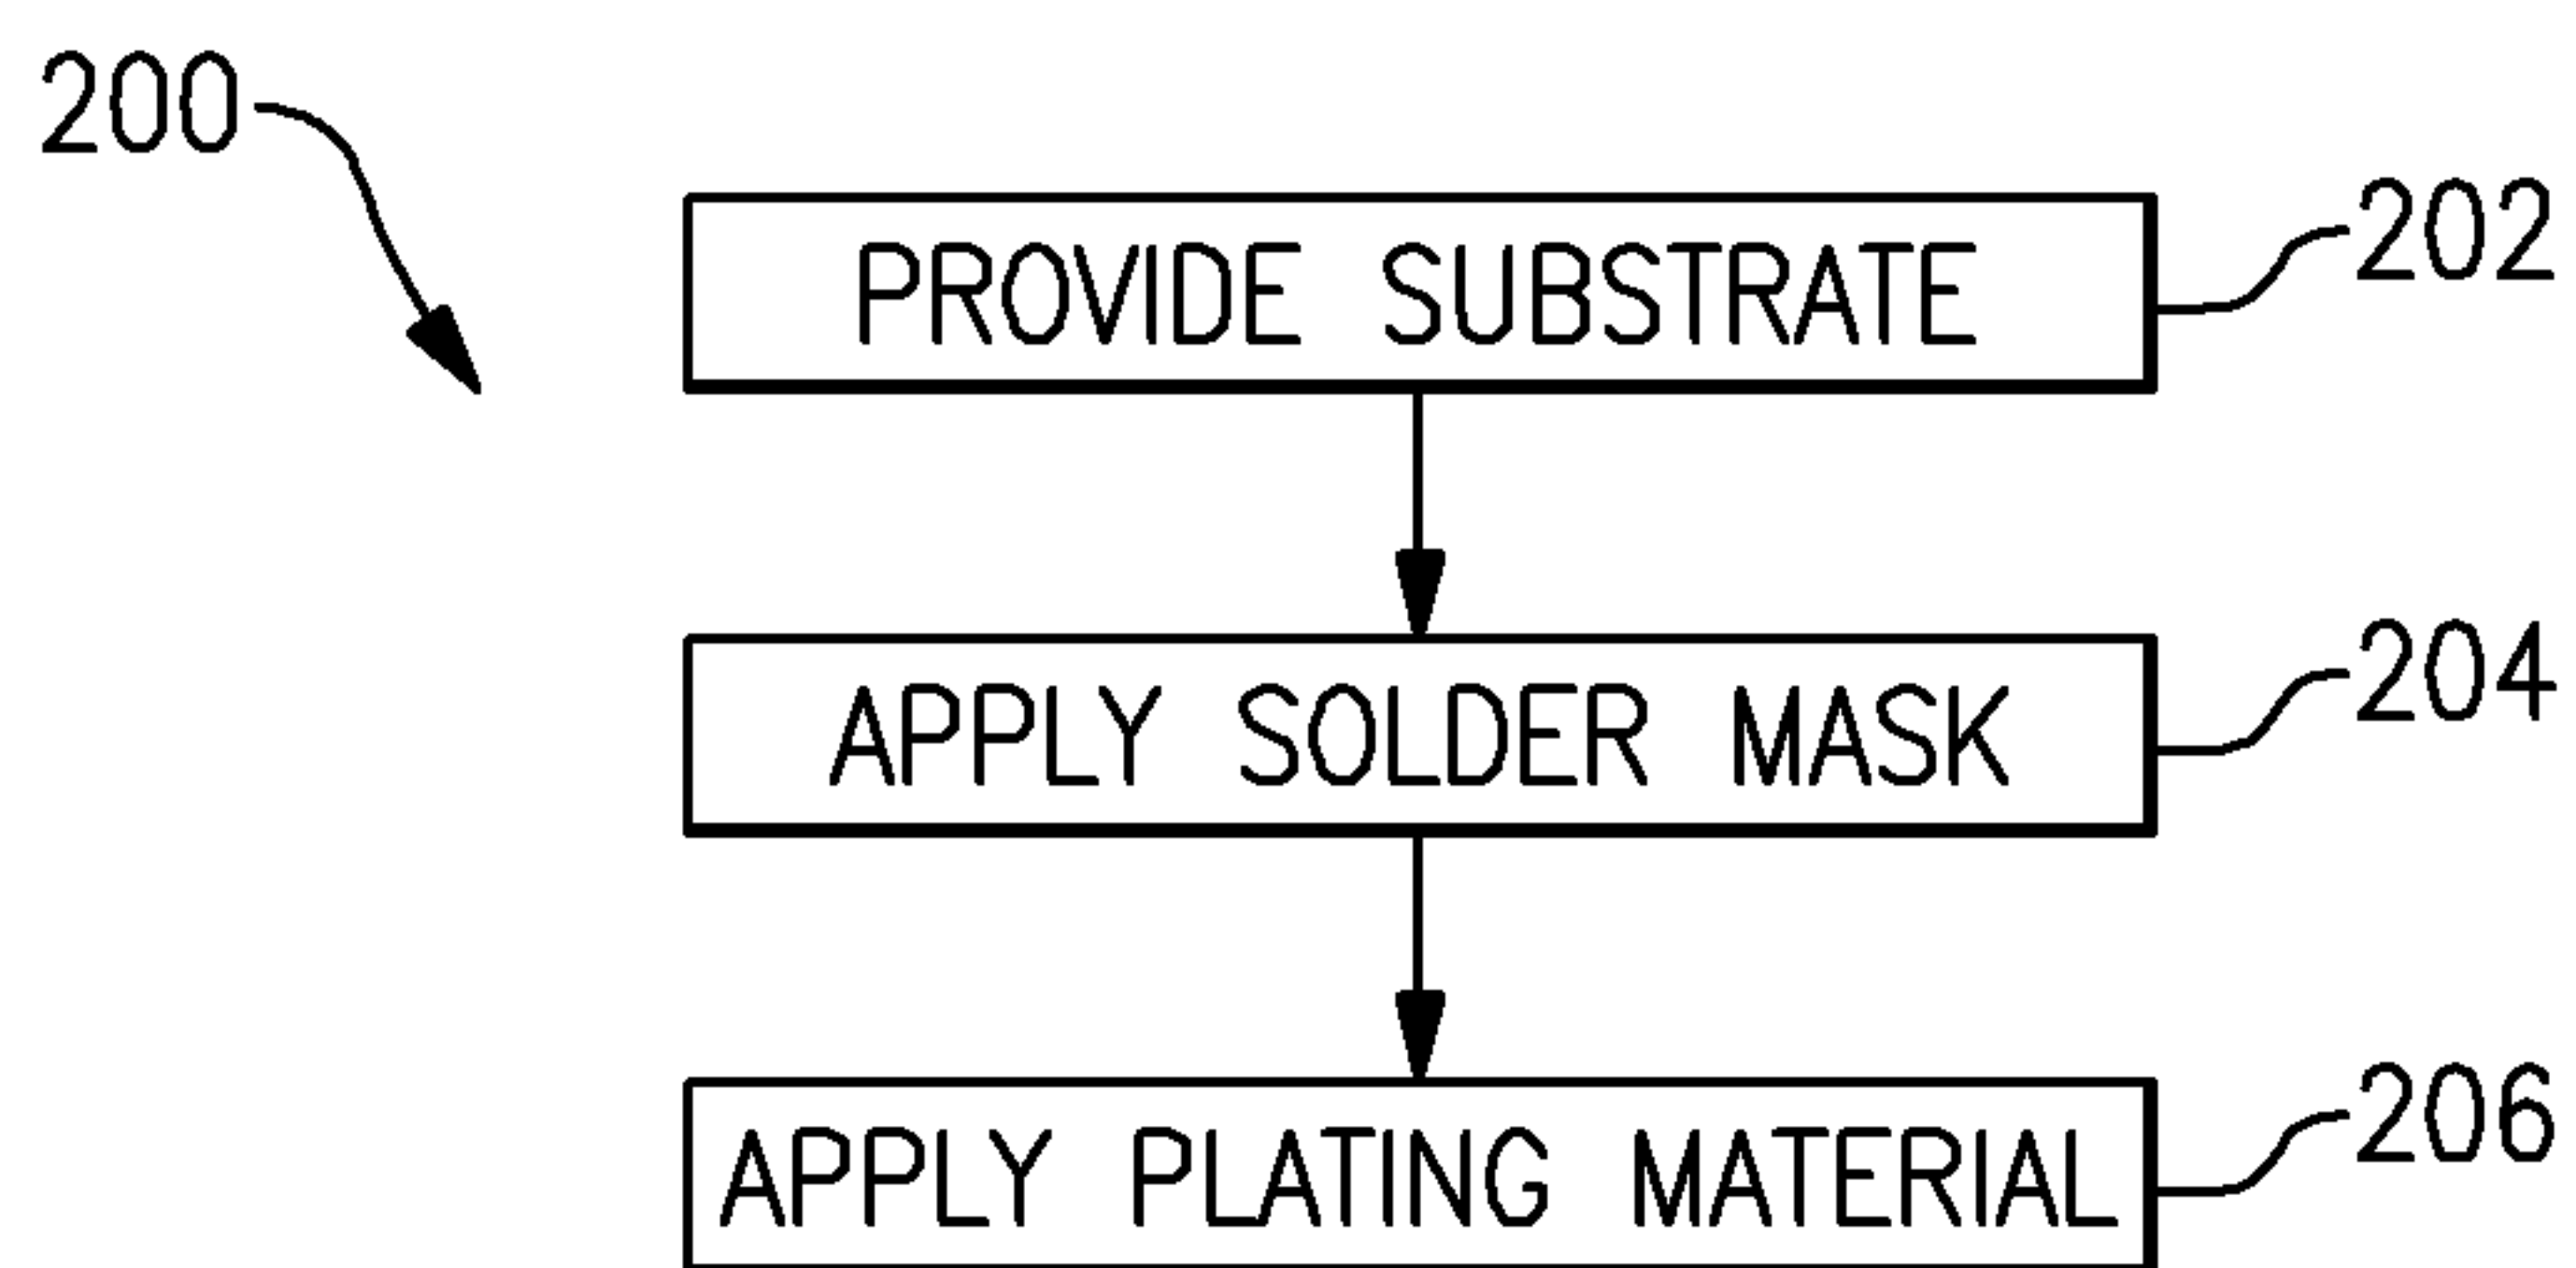 200
PROVIDE SUBSTRATE
202
APPLY SOLDER MASK
204
APPLY PLATING MATERIAL
206